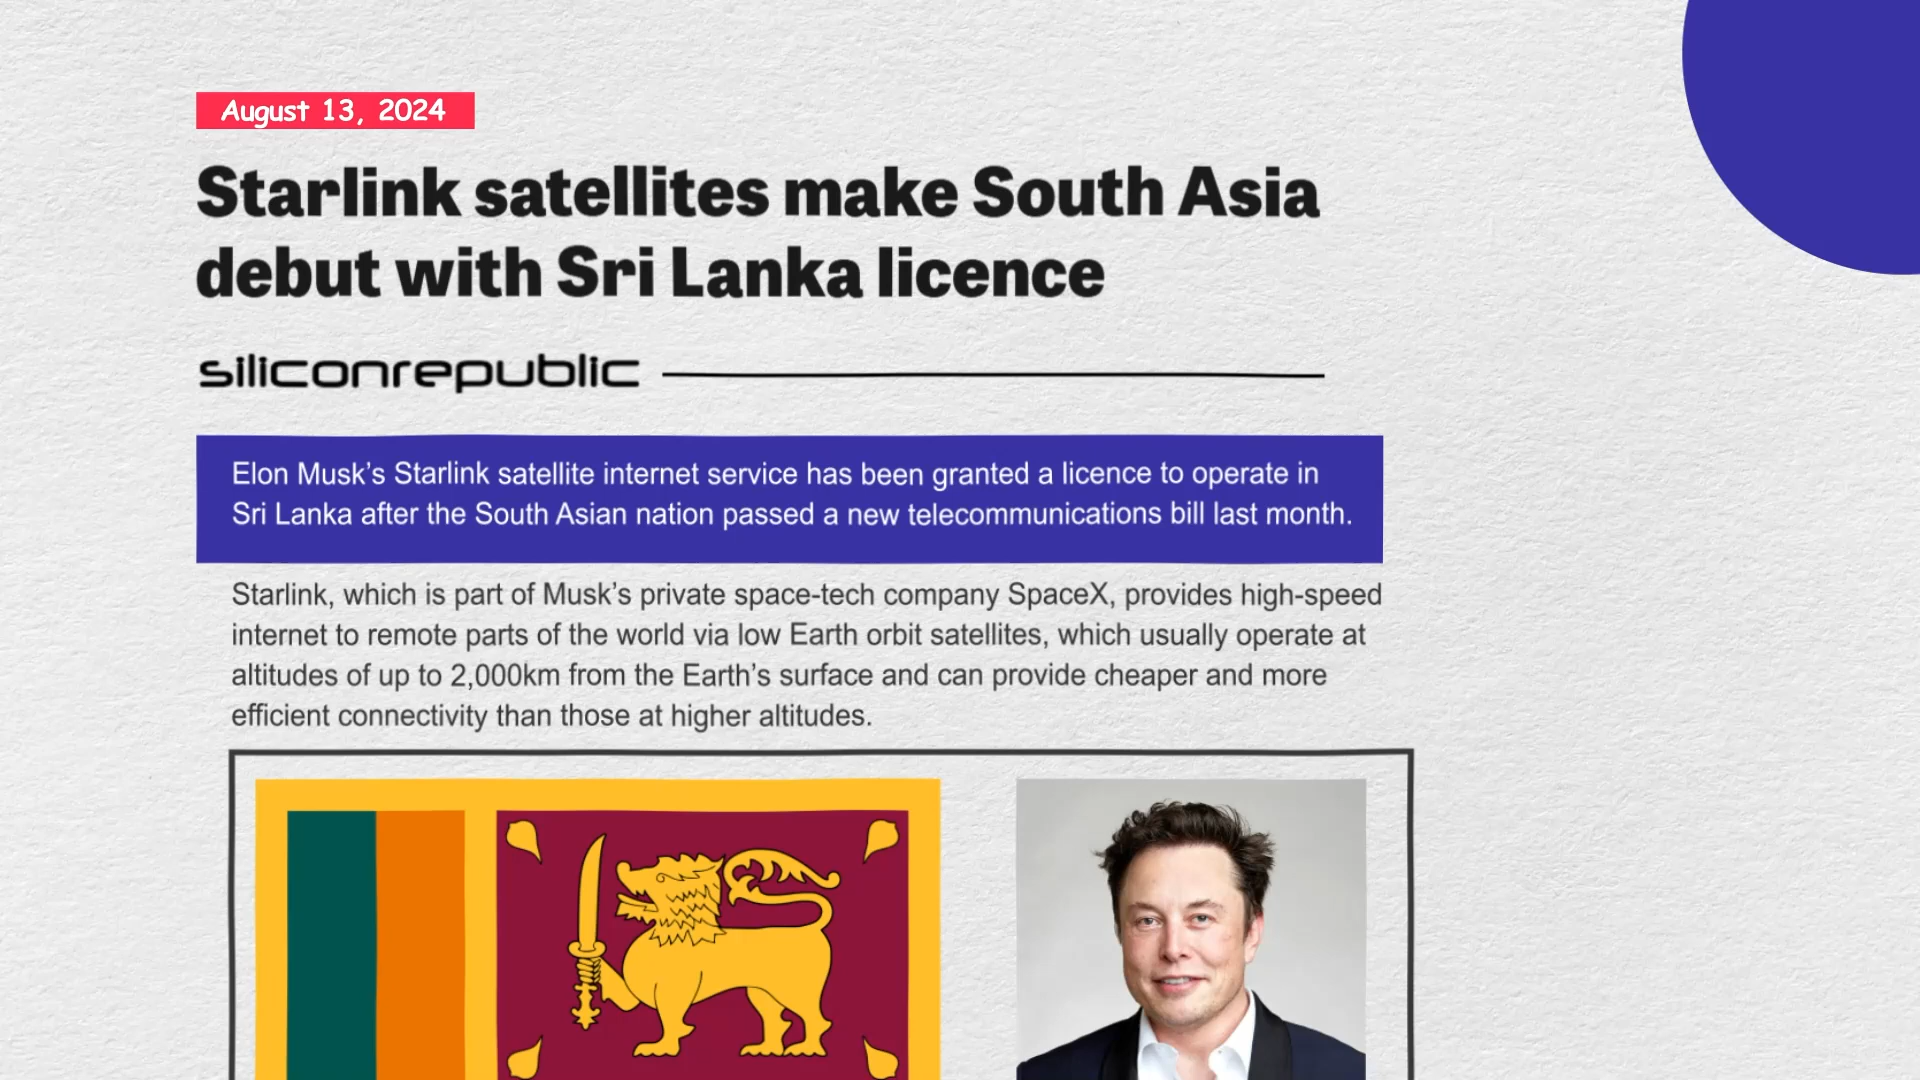 August 13, 2024
Starlink satellites make South Asia
debut with Sri Lanka licence
siliconrepublic
Elon Musk’s Starlink satellite internet service has been granted a licence to operate in
Sri Lanka after the South Asian nation passed a new telecommunications bill last month.
Starlink, which is part of Musk’s private space-tech company SpaceX, provides high-speed
internet to remote parts of the world via low Earth orbit satellites, which usually operate at
altitudes of up to 2,000km from the Earth’s surface and can provide cheaper and more
efficient connectivity than those at higher altitudes.